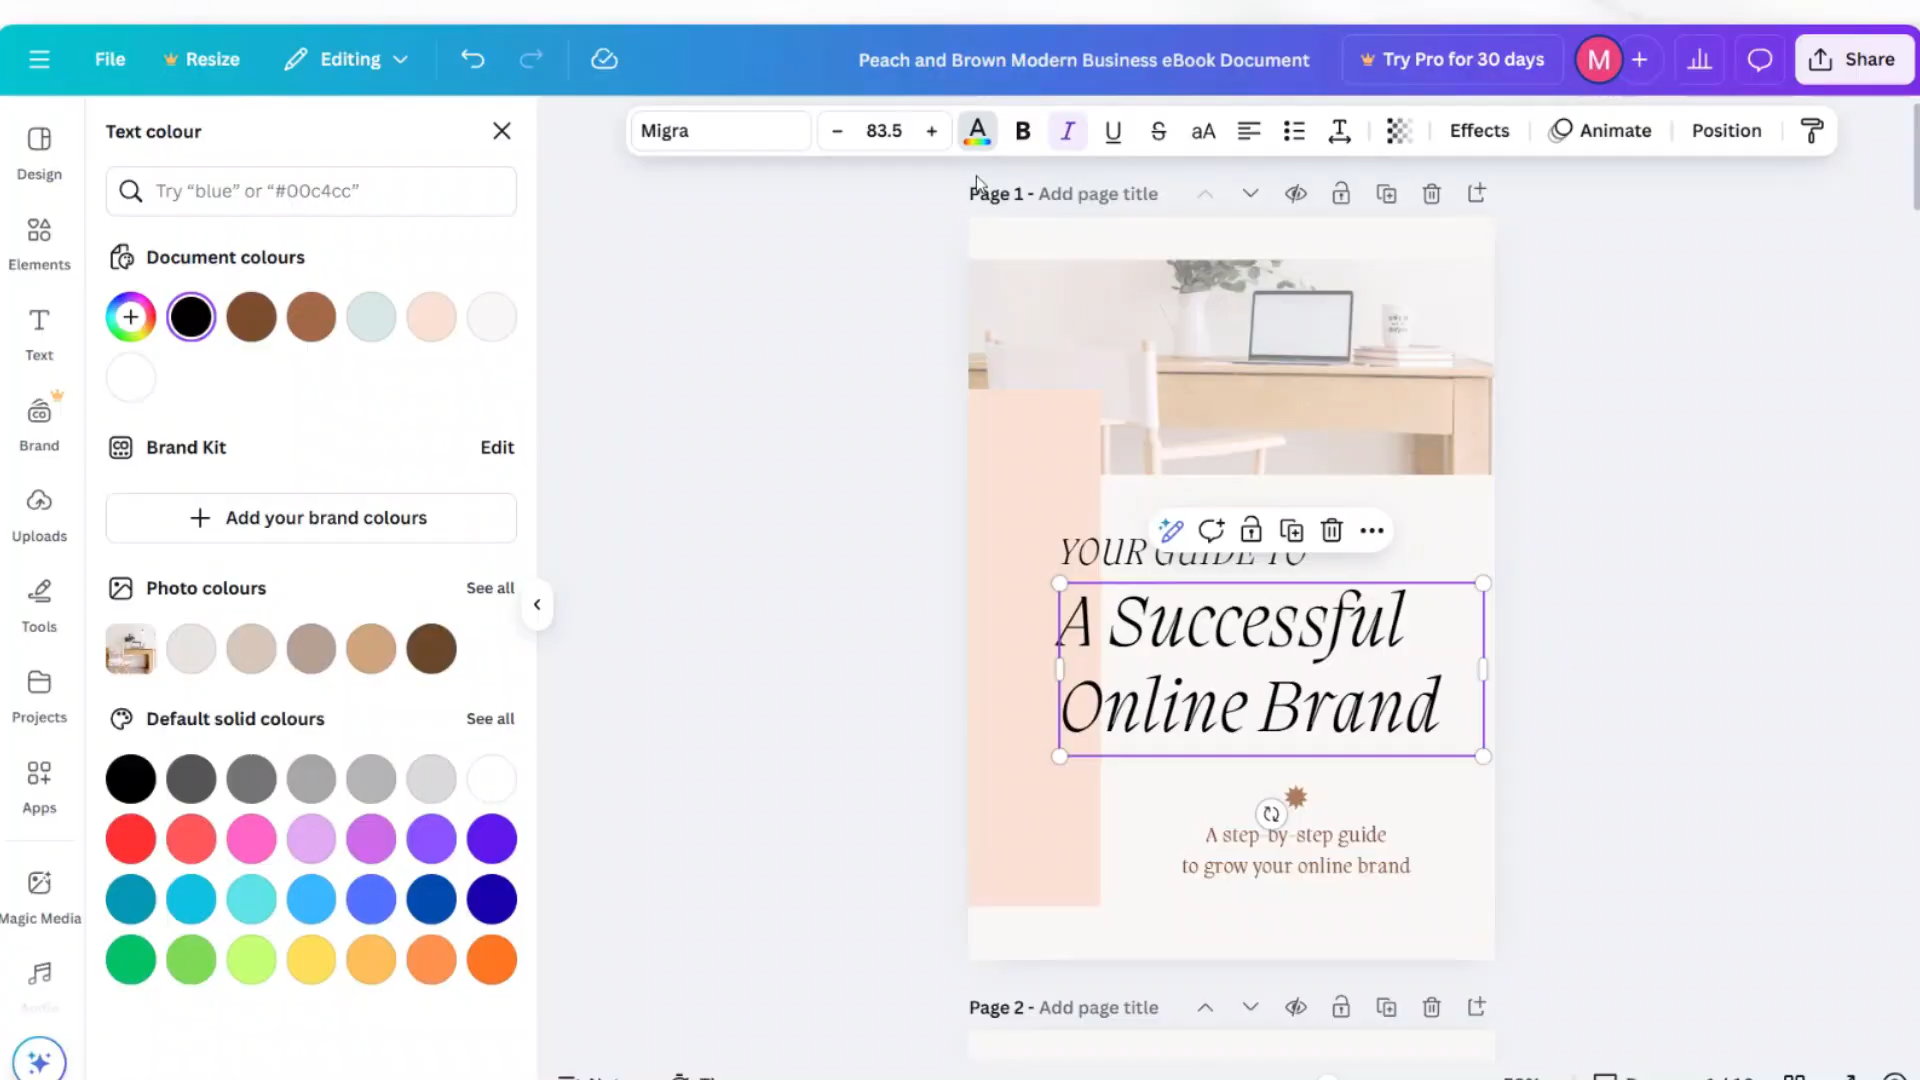 File
Resize
Editing
Peach and Brown Modern Business eBook Document
Try Pro for 30 days
M
Share
Design
Elements
Text
Brand
Uploads
Tools
Projects
Apps
Magic Media
Audio
Text colour
Try “blue” or “#00c4cc”
Document colours
Brand Kit
Edit
Add your brand colours
Photo colours
See all
Default solid colours
See all
Migra
– 83.5 +
A B I U S aA
Effects
Animate
Position
Page 1 - Add page title
YOUR GUIDE TO
A Successful
Online Brand
A step-by-step guide
to grow your online brand
Page 2 - Add page title